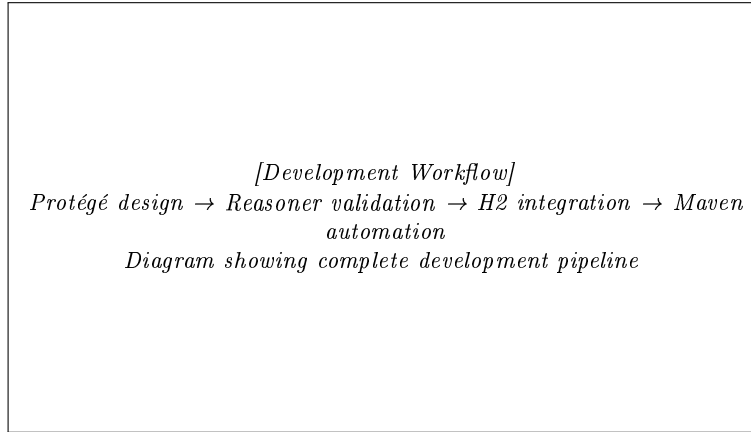 [Development Workflow]
Protégé design → Reasoner validation → H2 integration → Maven
automation
Diagram showing complete development pipeline